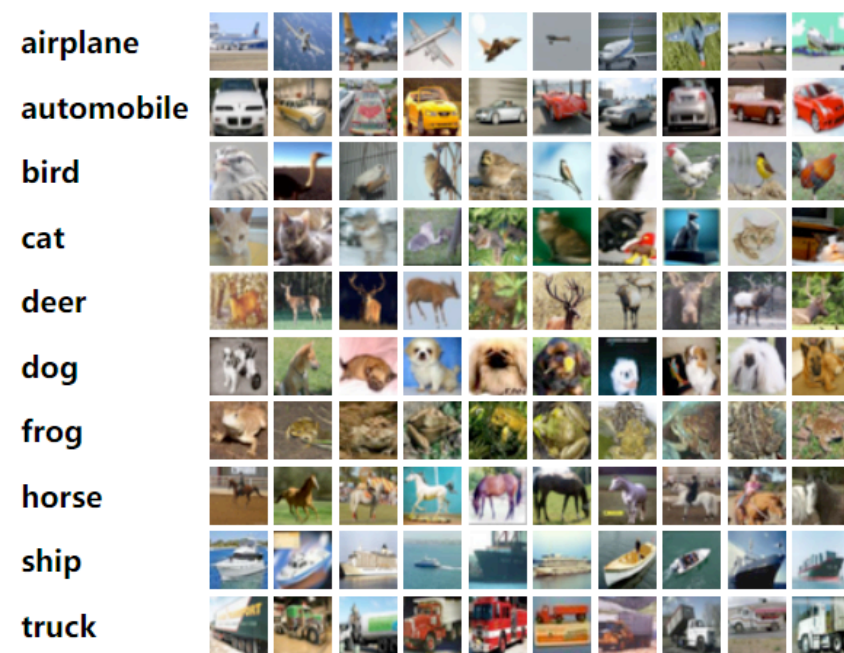 airplane
automobile
bird
cat
deer
dog
frog
horse
ship
truck